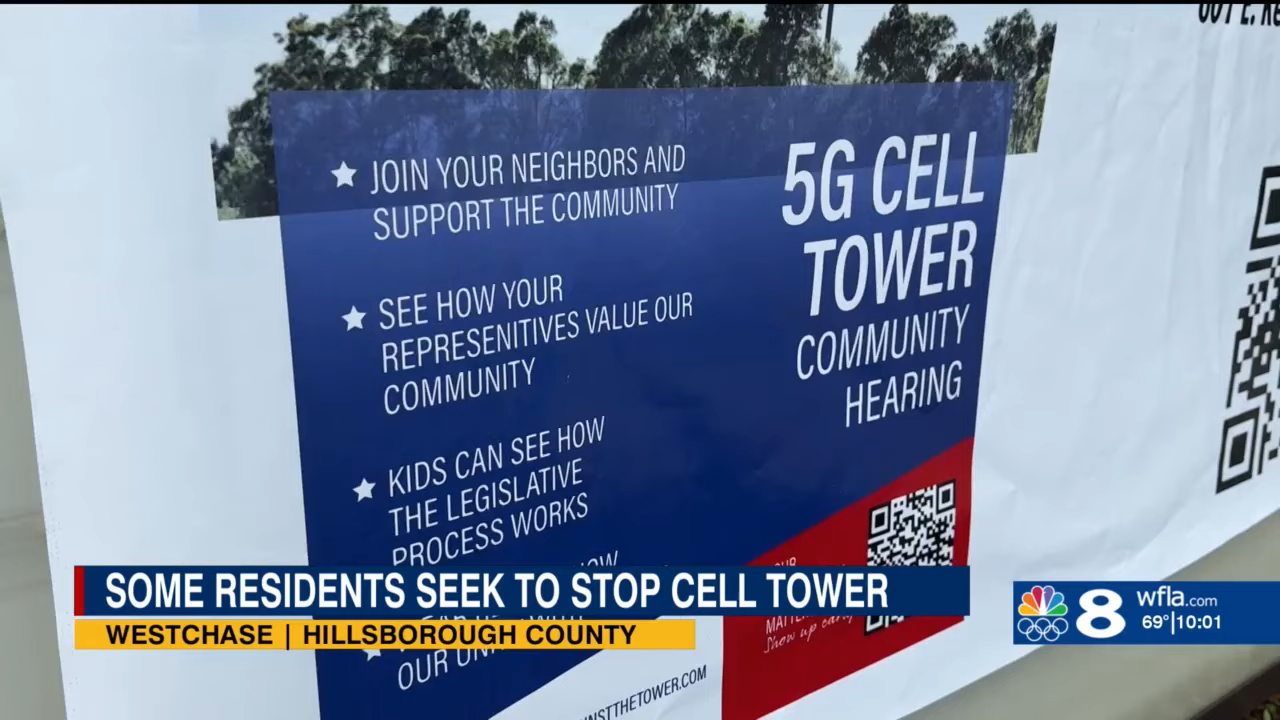 JOIN YOUR NEIGHBORS AND
SUPPORT THE COMMUNITY
SEE HOW YOUR
REPRESENITIVES VALUE OUR
COMMUNITY
KIDS CAN SEE HOW
THE LEGISLATIVE
PROCESS WORKS
5G CELL
TOWER
COMMUNITY
HEARING
OUR
Show up
SOME RESIDENTS SEEK TO STOP CELL TOWER
WESTCHASE | HILLSBOROUGH COUNTY
8
wfla.com
69°|10:01